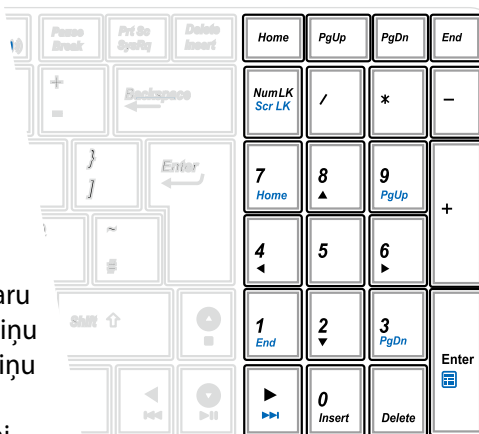 Pause Prt Sc Delete Home PgUp PgDn End
Break SysRq Insert
+ Backspace NumLK / * -
- Scr LK
} Enter 7 8 9 +
] Home PgUp
~ 4 5 6
#
aru
Shift 1 2 3
iņu End PgDn
iņu Enter
0
Insert Delete